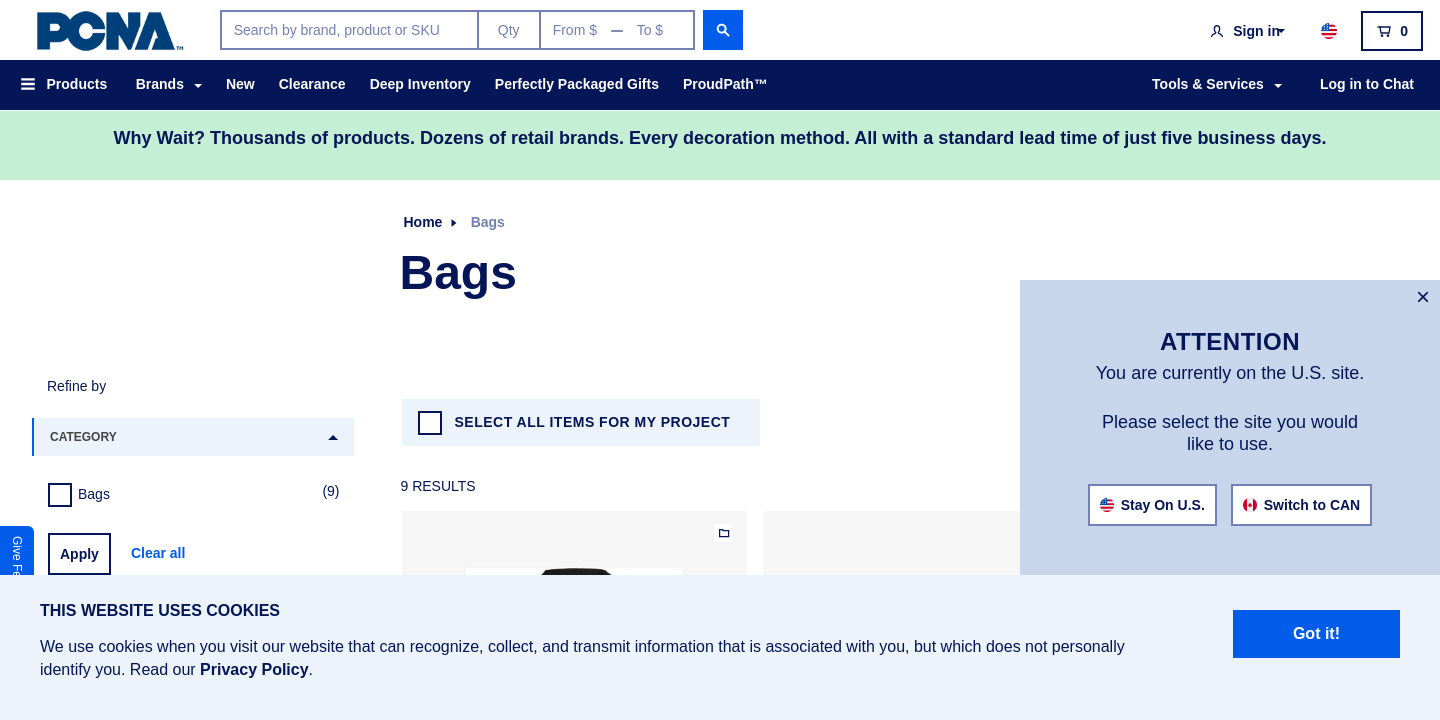 PCNA™
Search by brand, product or SKU
Qty
From $ — To $
Sign in
0
Products
Brands
New
Clearance
Deep Inventory
Perfectly Packaged Gifts
ProudPath™
Tools & Services
Log in to Chat
Why Wait? Thousands of products. Dozens of retail brands. Every decoration method. All with a standard lead time of just five business days.
Home
Bags
Bags
ATTENTION
You are currently on the U.S. site.
Please select the site you would
like to use.
Stay On U.S.
Switch to CAN
Refine by
CATEGORY
Bags
(9)
Apply
Clear all
SELECT ALL ITEMS FOR MY PROJECT
9 RESULTS
Give
THIS WEBSITE USES COOKIES
We use cookies when you visit our website that can recognize, collect, and transmit information that is associated with you, but which does not personally
identify you. Read our Privacy Policy.
Got it!